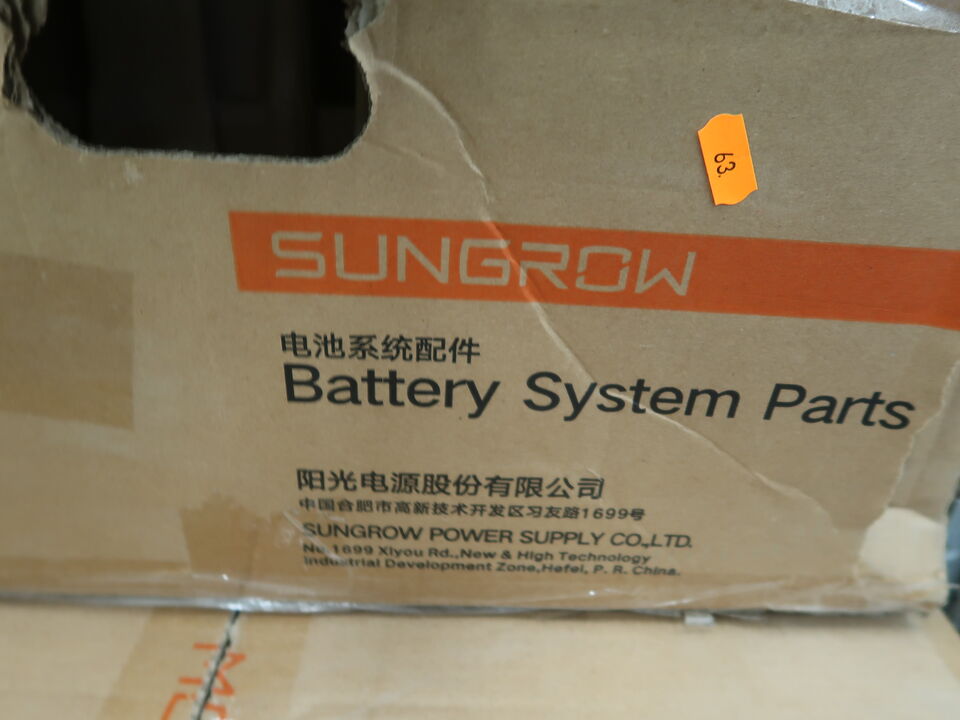 63.
SUNGROW
电池系统配件
Battery System Parts
阳光电源股份有限公司
中国合肥市高新技术开发区习友路1699号
SUNGROW POWER SUPPLY CO.,LTD.
No.1699 Xiyou Rd.,New & High Technology
Industrial Development Zone,Hefei, P. R. China.